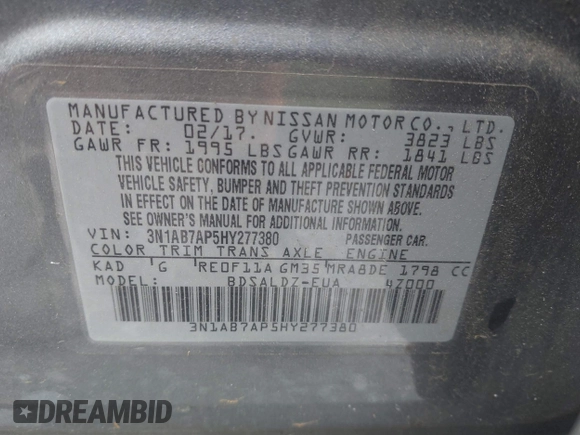 MANUFACTURED BY NISSAN MOTOR CO., LTD.
DATE: 02/17. GVWR: 3823 LBS
GAWR FR: 1995 LBS GAWR RR: 1841 LBS
THIS VEHICLE CONFORMS TO ALL APPLICABLE FEDERAL MOTOR
VEHICLE SAFETY, BUMPER AND THEFT PREVENTION STANDARDS
IN EFFECT ON THE DATE OF MANUFACTURE SHOWN ABOVE.
SEE OWNER'S MANUAL FOR ADDITIONAL INFORMATION.
VIN: 3N1AB7AP5HY277380 PASSENGER CAR.
COLOR TRIM TRANS AXLE ENGINE
KAD G RE0F11A GM35 MRA8DE 1798 CC
MODEL: BDSALDZ-EUA 4Z000
3N1AB7AP5HY277380
DREAMBID